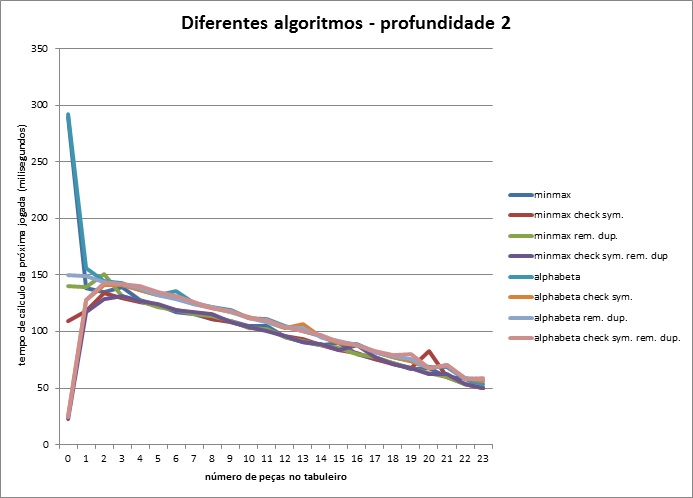 Diferentes algoritmos - profundidade 2
350
300
250
200
150
100
50
0
tempo de cálculo da próxima jogada (milisegundos)
0 1 2 3 4 5 6 7 8 9 10 11 12 13 14 15 16 17 18 19 20 21 22 23
número de peças no tabuleiro
minmax
minmax check sym.
minmax rem. dup.
minmax check sym. rem. dup
alphabeta
alphabeta check sym.
alphabeta rem. dup.
alphabeta check sym. rem. dup.